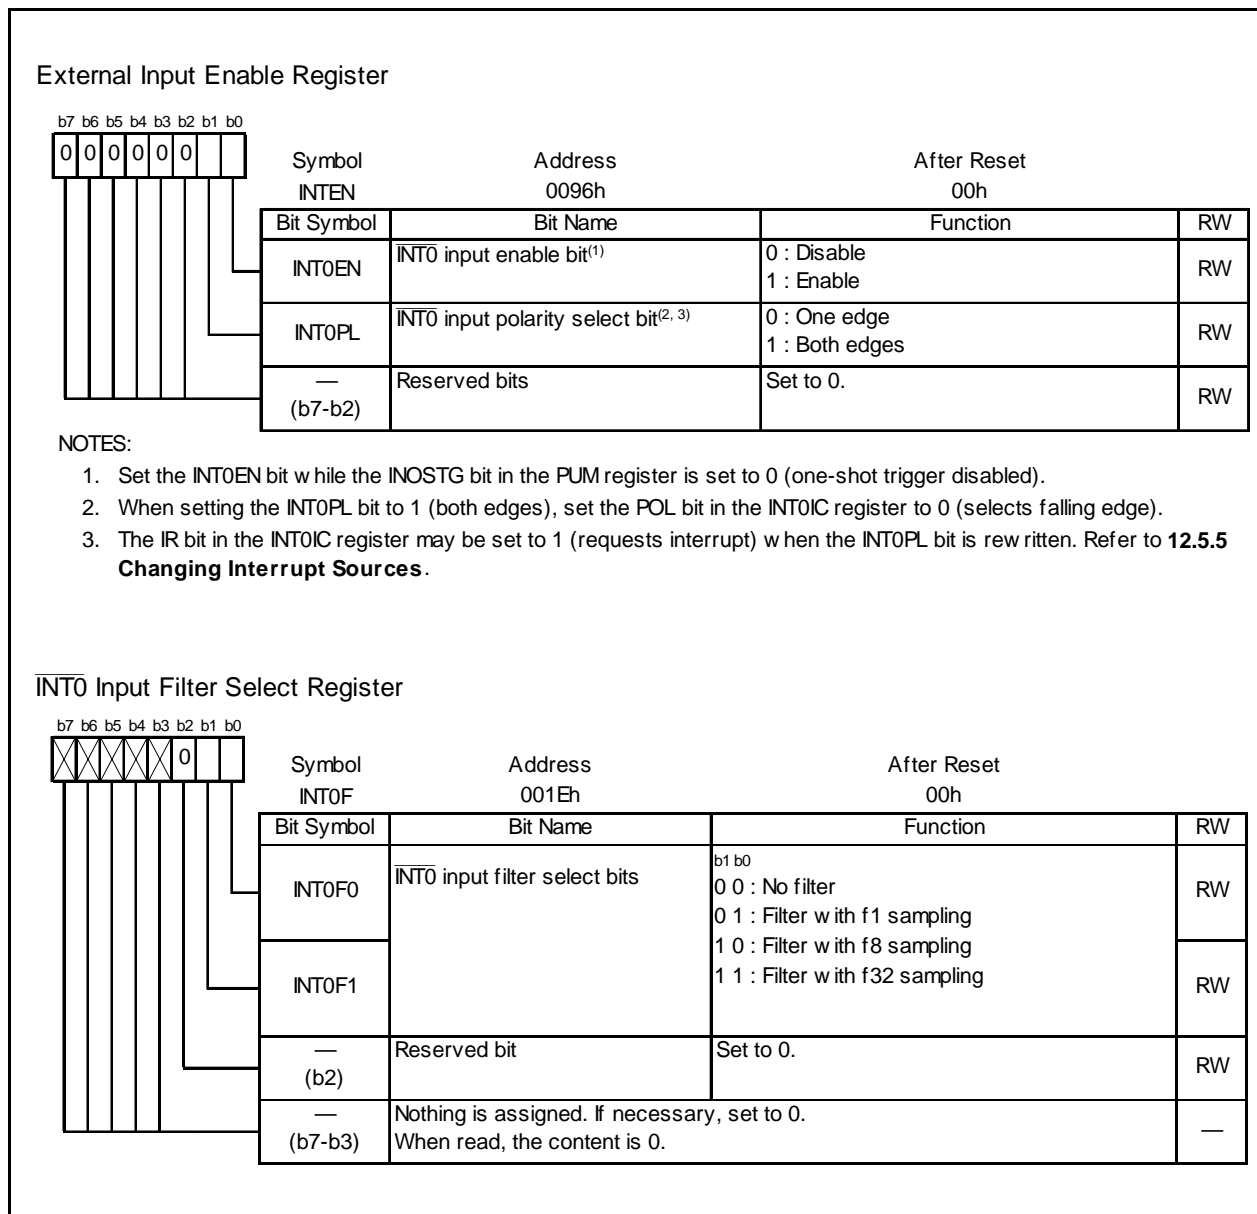 External Input Enable Register
b7 b6 b5 b4 b3 b2 b1 b0
0 0 0 0 0 0
Symbol Address After Reset
INTEN 0096h 00h
Bit Symbol Bit Name Function RW
INT0EN INT0 input enable bit(1) 0 : Disable RW
1 : Enable
INT0PL INT0 input polarity select bit(2, 3) 0 : One edge RW
1 : Both edges
— Reserved bits Set to 0. RW
(b7-b2)
NOTES:
1. Set the INT0EN bit while the INOSTG bit in the PUM register is set to 0 (one-shot trigger disabled).
2. When setting the INT0PL bit to 1 (both edges), set the POL bit in the INT0IC register to 0 (selects falling edge).
3. The IR bit in the INT0IC register may be set to 1 (requests interrupt) when the INT0PL bit is rewritten. Refer to 12.5.5
Changing Interrupt Sources.
INT0 Input Filter Select Register
b7 b6 b5 b4 b3 b2 b1 b0
0
Symbol Address After Reset
INT0F 001Eh 00h
Bit Symbol Bit Name Function RW
INT0F0 INT0 input filter select bits b1 b0 RW
0 0 : No filter
0 1 : Filter with f1 sampling
1 0 : Filter with f8 sampling
INT0F1 1 1 : Filter with f32 sampling RW
— Reserved bit Set to 0. RW
(b2)
— Nothing is assigned. If necessary, set to 0. —
(b7-b3) When read, the content is 0.